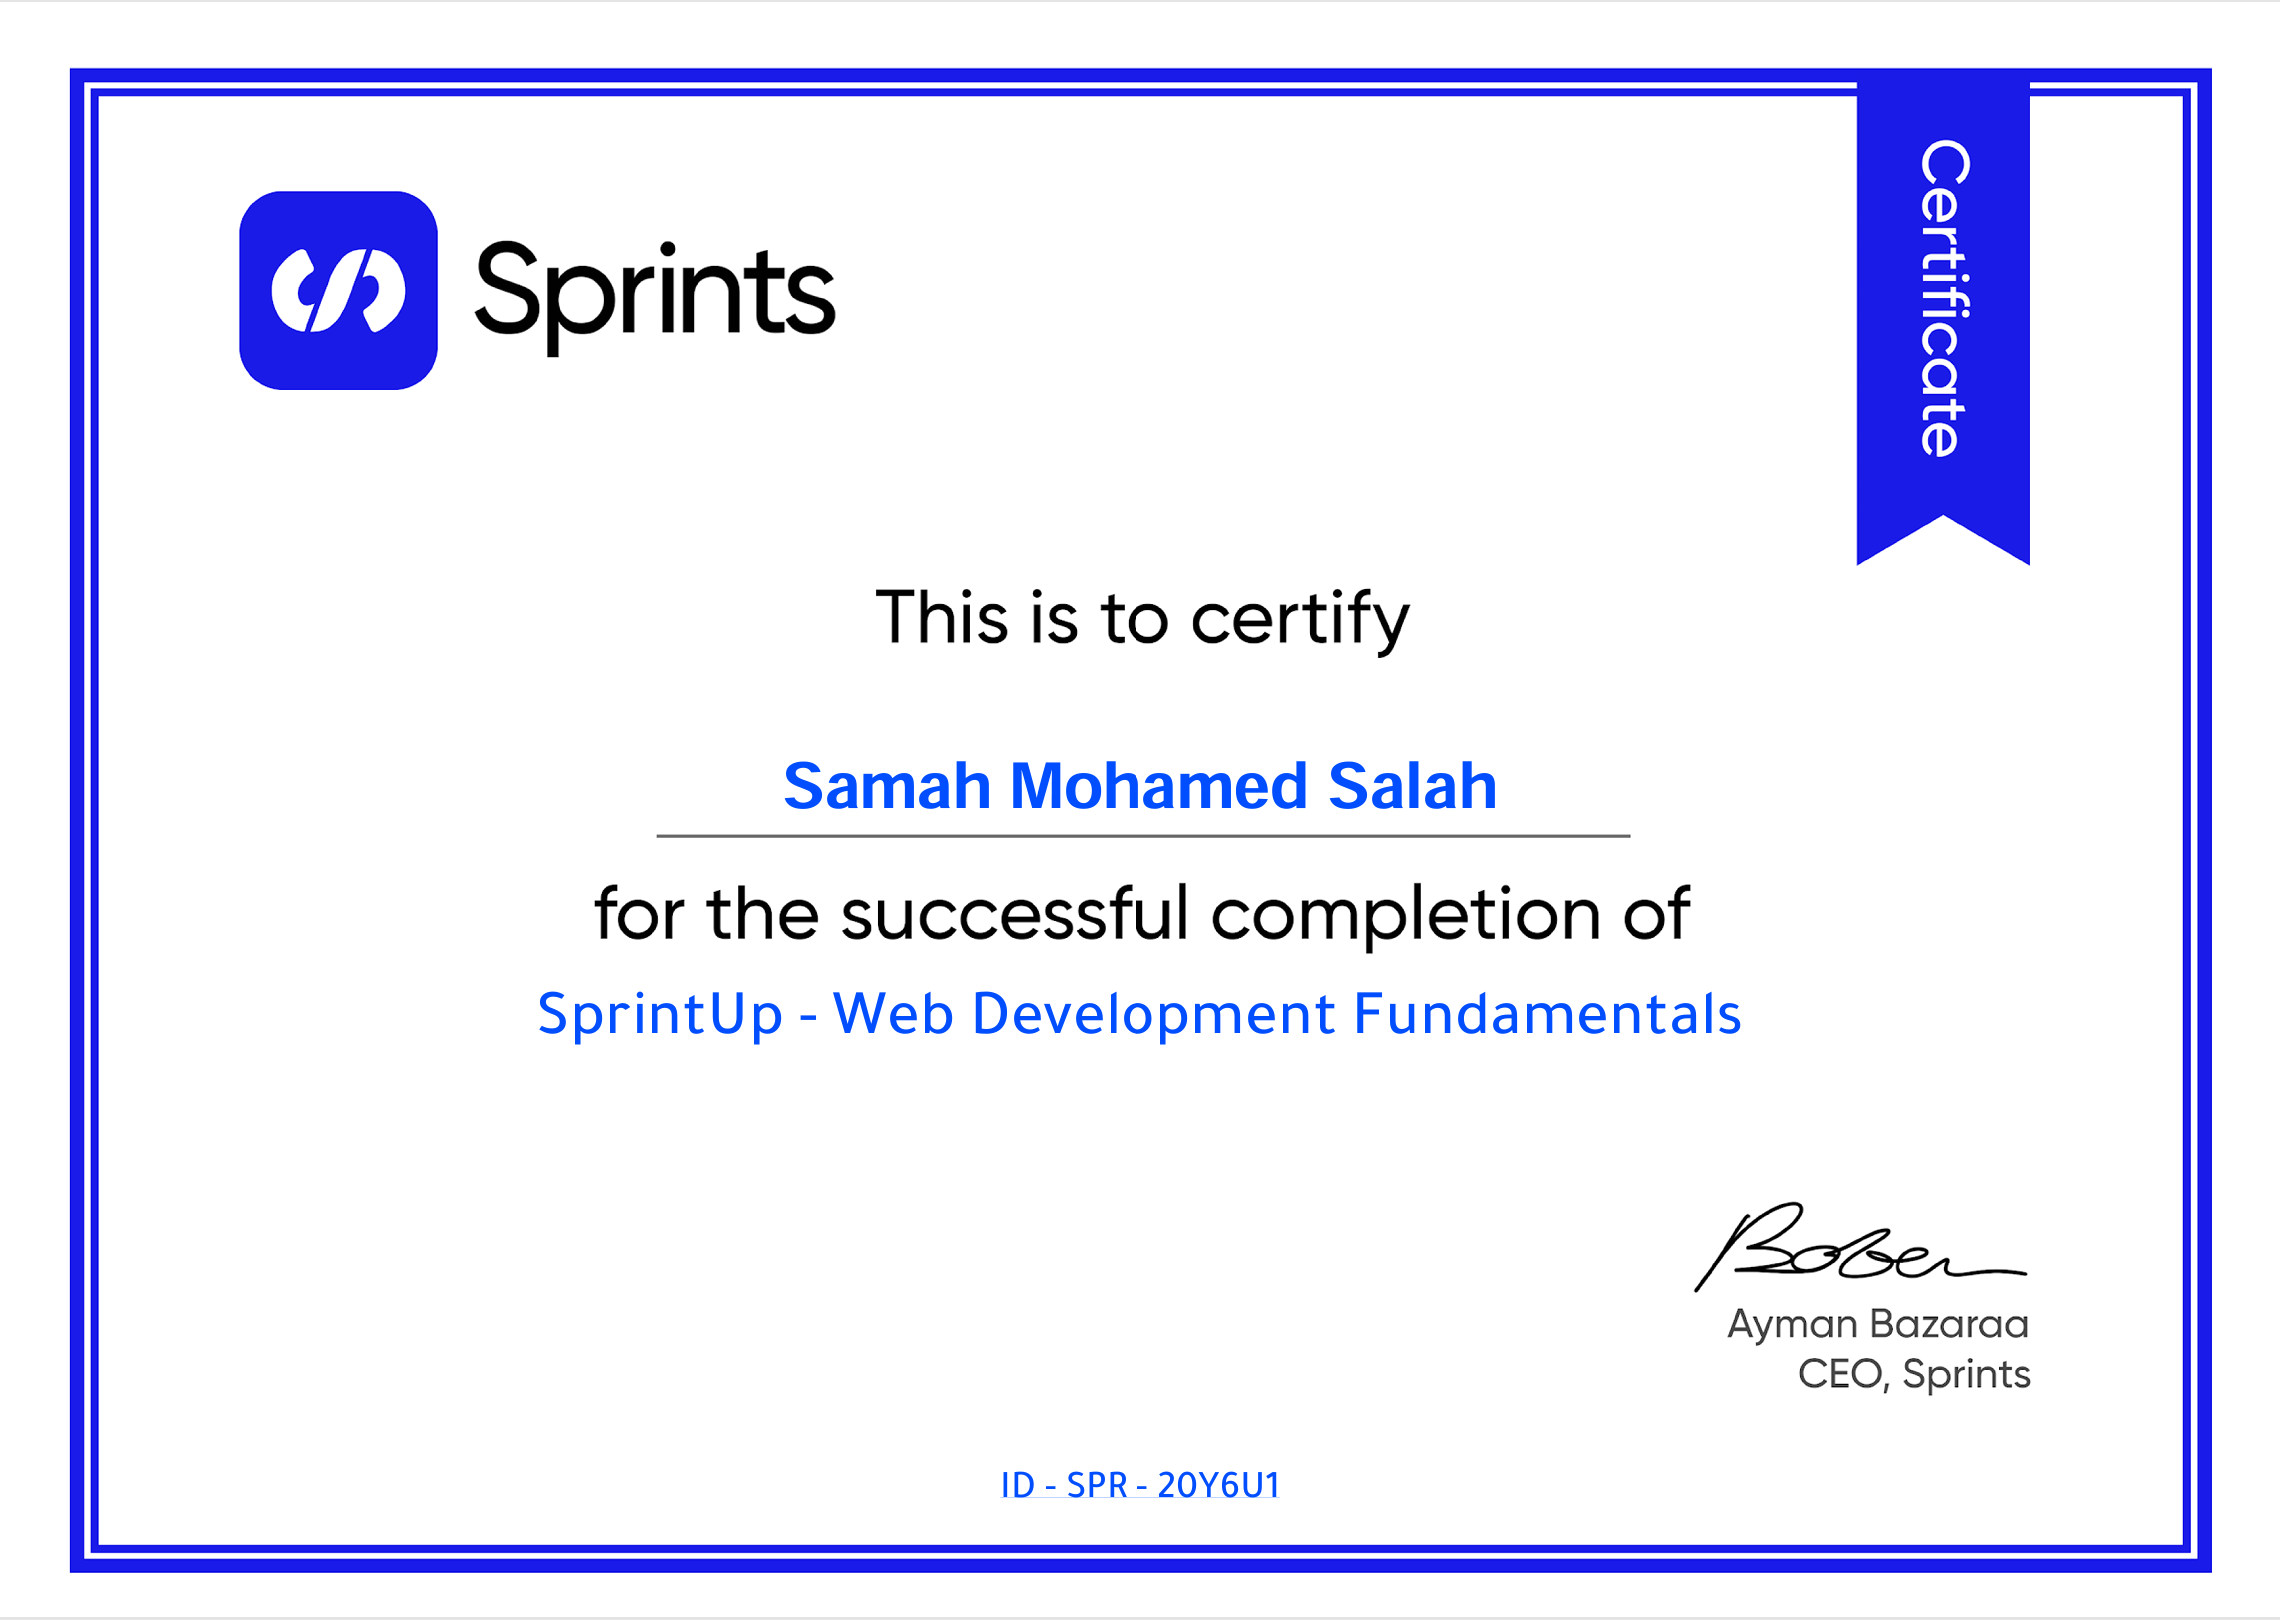 Certificate
Sprints
This is to certify
Samah Mohamed Salah
for the successful completion of
SprintUp - Web Development Fundamentals
Ayman Bazaraa
CEO, Sprints
ID - SPR - 20Y6U1